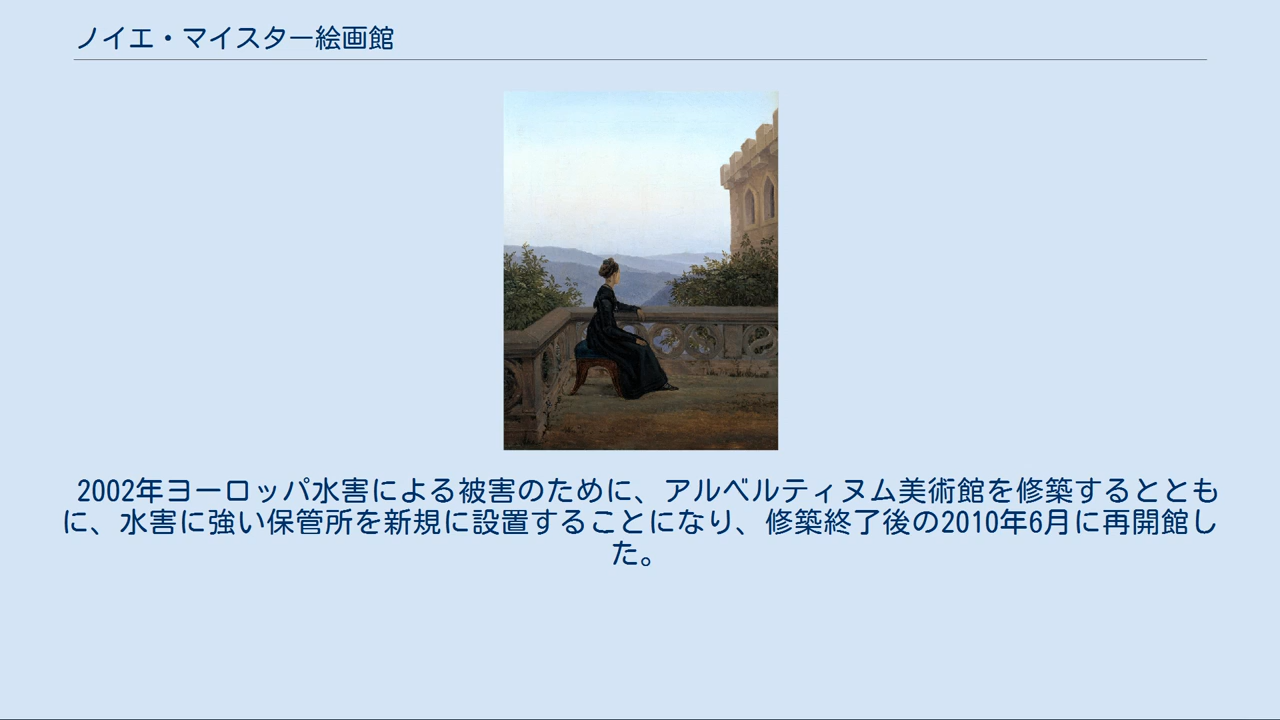 ノイエ・マイスター絵画館
2002年ヨーロッパ水害による被害のために、アルベルティヌム美術館を修築するととも
に、水害に強い保管所を新規に設置することになり、修築終了後の2010年6月に再開館し
た。